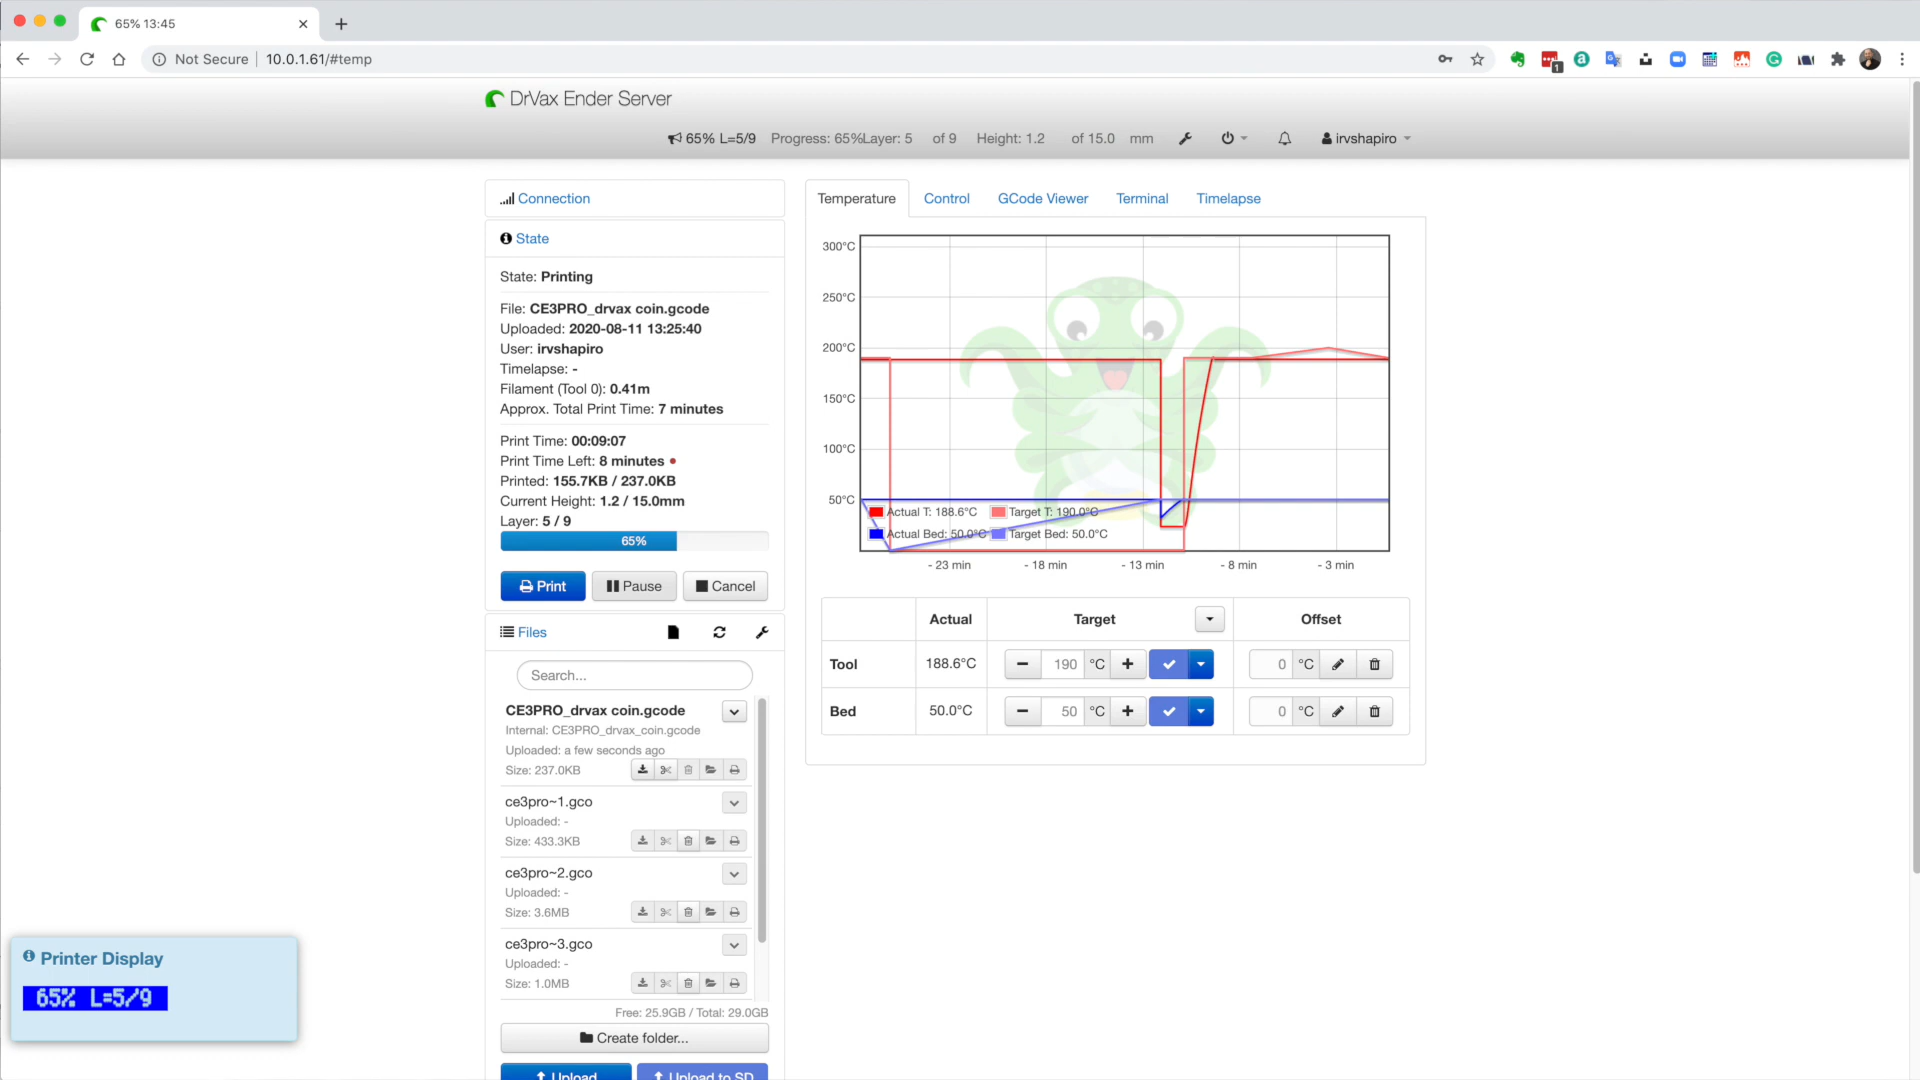 65% 13:45
Not Secure 10.0.1.61/#temp
1
DrVax Ender Server
65% L=5/9 Progress: 65%Layer: 5 of 9 Height: 1.2 of 15.0 mm irvshapiro
Connection
State
State: Printing
File: CE3PRO_drvax coin.gcode
Uploaded: 2020-08-11 13:25:40
User: irvshapiro
Timelapse: -
Filament (Tool 0): 0.41m
Approx. Total Print Time: 7 minutes
Print Time: 00:09:07
Print Time Left: 8 minutes
Printed: 155.7KB / 237.0KB
Current Height: 1.2 / 15.0mm
Layer: 5 / 9
65%
Print Pause Cancel
Files
Search...
CE3PRO_drvax coin.gcode
Internal: CE3PRO_drvax_coin.gcode
Uploaded: a few seconds ago
Size: 237.0KB
ce3pro~1.gco
Uploaded: -
Size: 433.3KB
ce3pro~2.gco
Uploaded: -
Size: 3.6MB
ce3pro~3.gco
Uploaded: -
Size: 1.0MB
Free: 25.9GB / Total: 29.0GB
Create folder...
Upload Upload to SD
Temperature Control GCode Viewer Terminal Timelapse
300°C
250°C
200°C
150°C
100°C
50°C
Actual T: 188.6°C Target T: 190.0°C
Actual Bed: 50.0°C Target Bed: 50.0°C
- 23 min - 18 min - 13 min - 8 min - 3 min
Actual Target Offset
Tool 188.6°C 190 °C 0 °C
Bed 50.0°C 50 °C 0 °C
Printer Display
65% L=5/9